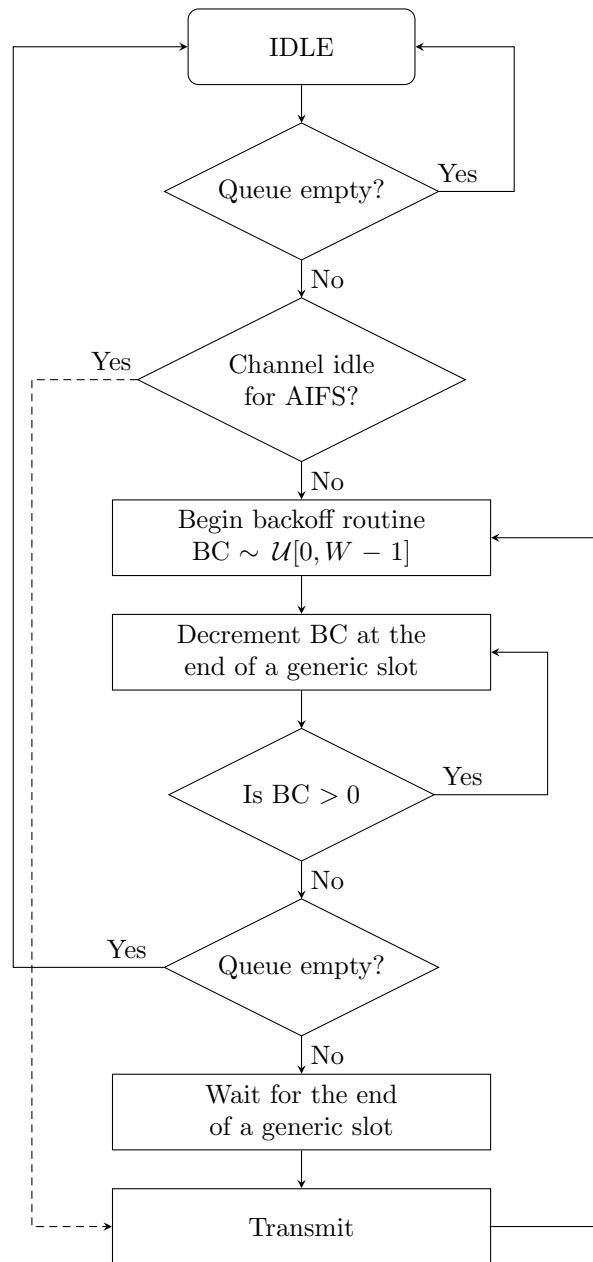 IDLE
Queue empty?
Yes
No
Yes
Channel idle
for AIFS?
No
Begin backoff routine
BC ∼ 𝒰[0, W − 1]
Decrement BC at the
end of a generic slot
Is BC > 0
Yes
No
Yes
Queue empty?
No
Wait for the end
of a generic slot
Transmit